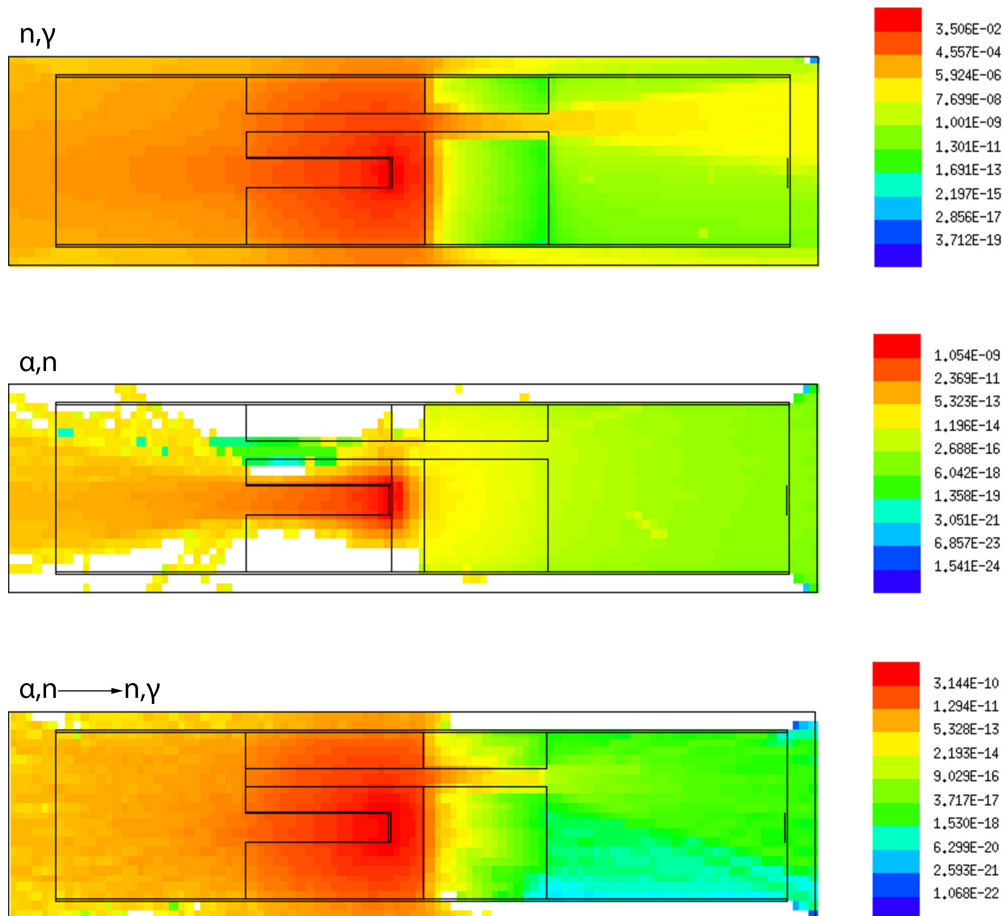 n,γ
3.506E-02
4.557E-04
5.924E-06
7.699E-08
1.001E-09
1.301E-11
1.691E-13
2.197E-15
2.856E-17
3.712E-19
α,n
1.054E-09
2.369E-11
5.323E-13
1.196E-14
2.688E-16
6.042E-18
1.358E-19
3.051E-21
6.857E-23
1.541E-24
α,n→n,γ
3.144E-10
1.294E-11
5.328E-13
2.193E-14
9.029E-16
3.717E-17
1.530E-18
6.299E-20
2.593E-21
1.068E-22